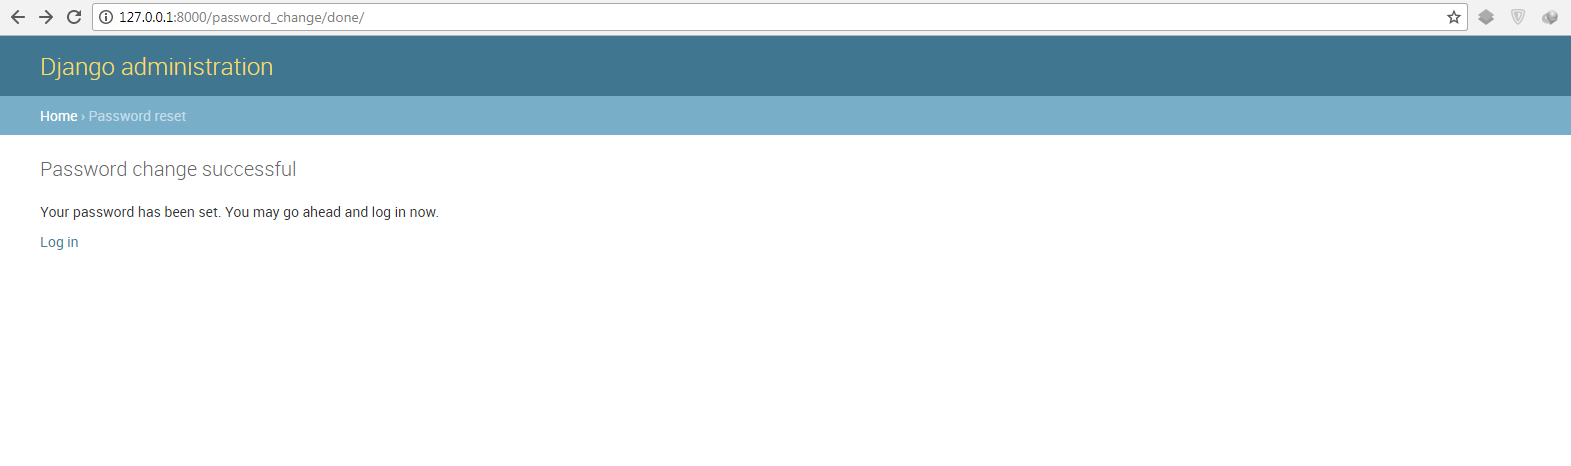 127.0.0.1:8000/password_change/done/
Django administration
Home › Password reset
Password change successful
Your password has been set. You may go ahead and log in now.
Log in